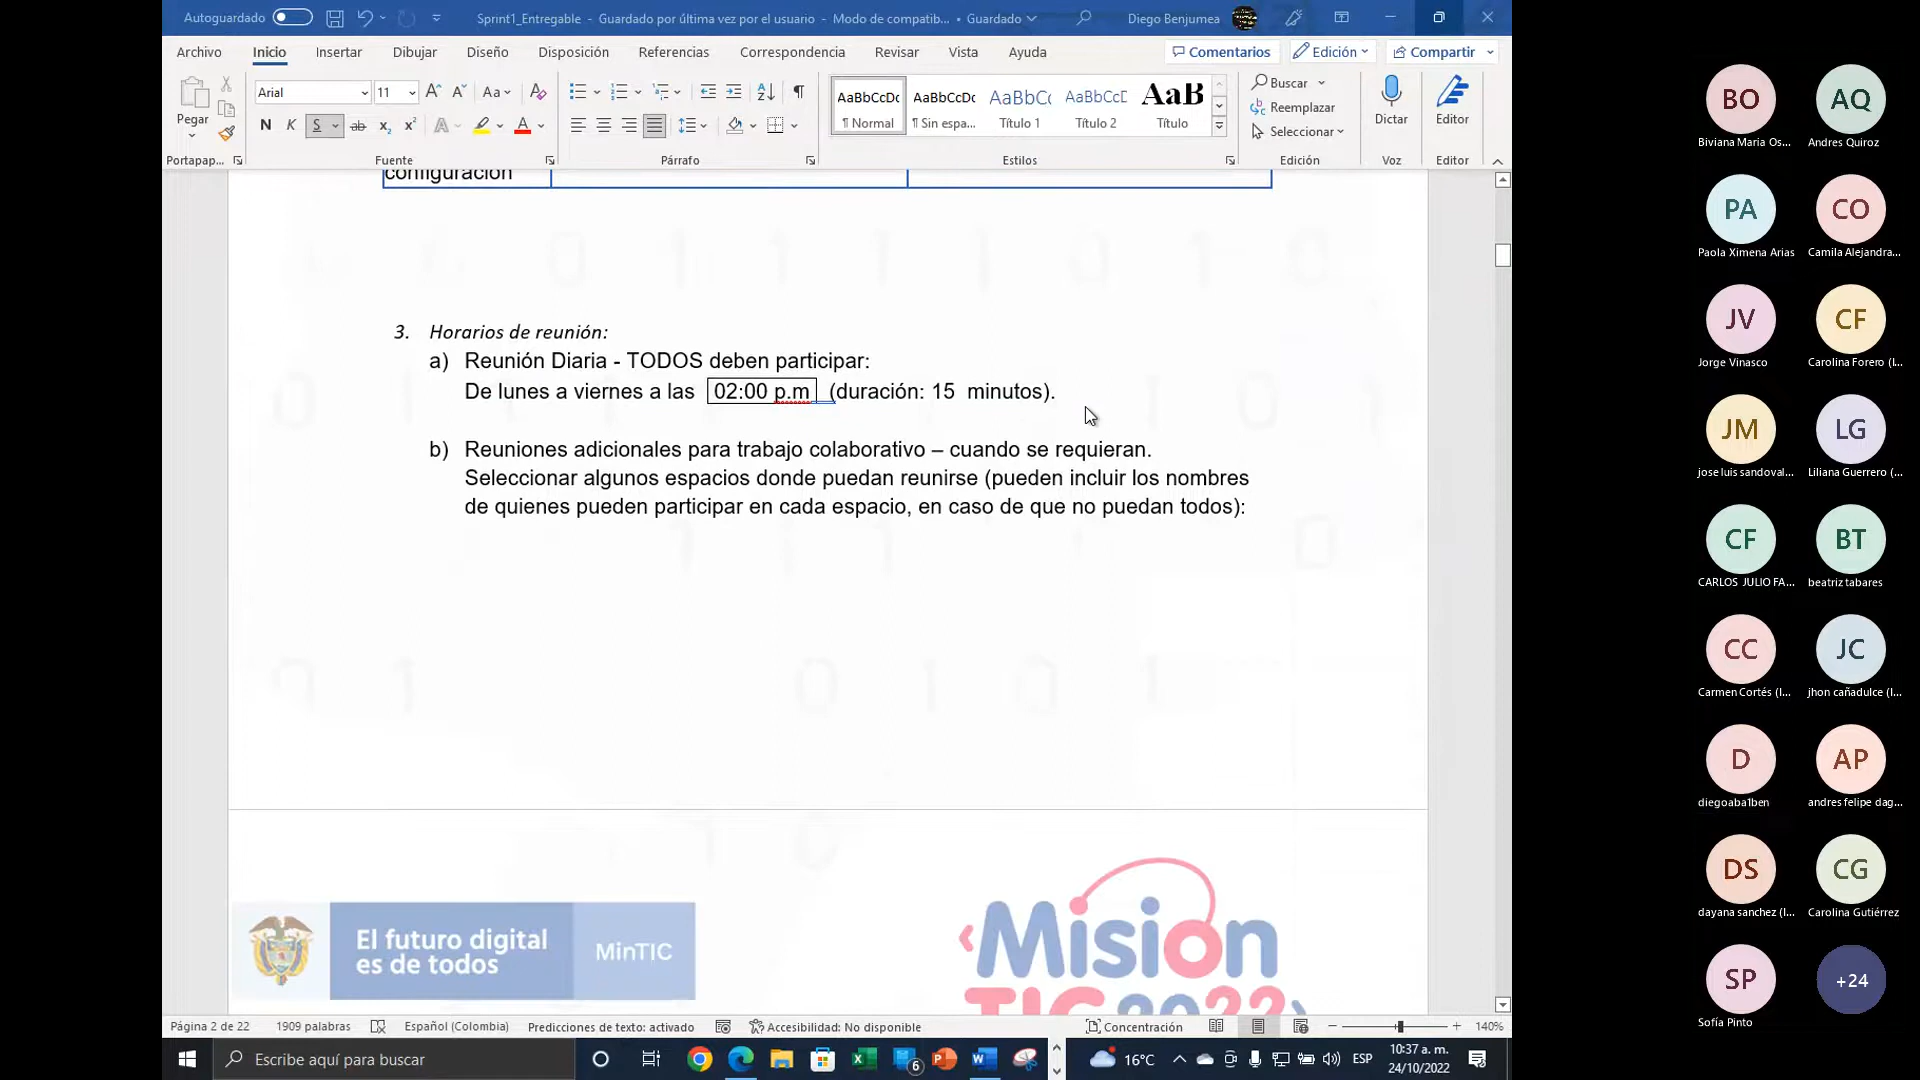 Autoguardado
Sprint1_Entregable - Guardado por última vez por el usuario - Modo de compatib... • Guardado
Diego Benjumea
Archivo Inicio Insertar Dibujar Diseño Disposición Referencias Correspondencia Revisar Vista Ayuda
Comentarios Edición Compartir
Pegar
Arial 11
N K S ab x₂ x²
AaBbCcDc AaBbCcDc AaBbC AaBbCcD AaB
¶ Normal ¶ Sin espa... Título 1 Título 2 Título
Buscar
Reemplazar
Seleccionar
Dictar
Editor
Portapap... Fuente Párrafo Estilos Edición Voz Editor
configuración
3. Horarios de reunión:
a) Reunión Diaria - TODOS deben participar:
De lunes a viernes a las 02:00 p.m (duración: 15 minutos).
b) Reuniones adicionales para trabajo colaborativo – cuando se requieran.
Seleccionar algunos espacios donde puedan reunirse (pueden incluir los nombres
de quienes pueden participar en cada espacio, en caso de que no puedan todos):
El futuro digital
es de todos
MinTIC
Misión
TIC 2022
Página 2 de 22 1909 palabras Español (Colombia) Predicciones de texto: activado Accesibilidad: No disponible Concentración 140%
Escribe aquí para buscar
6
16°C
ESP
10:37 a. m.
24/10/2022
BO AQ
Biviana Maria Os... Andres Quiroz
PA CO
Paola Ximena Arias Camila Alejandra...
JV CF
Jorge Vinasco Carolina Forero (I...
JM LG
jose luis sandoval... Liliana Guerrero (...
CF BT
CARLOS JULIO FA... beatriz tabares
CC JC
Carmen Cortés (I... jhon cañadulce (I...
D AP
diegoaba1ben andres felipe dag...
DS CG
dayana sanchez (I... Carolina Gutiérrez
SP +24
Sofía Pinto